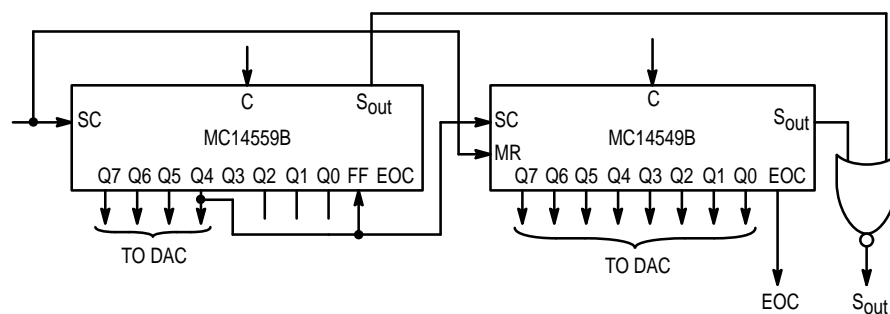 C S_out C
SC SC S_out
MC14559B MC14549B
MR
Q7 Q6 Q5 Q4 Q3 Q2 Q1 Q0 FF EOC Q7 Q6 Q5 Q4 Q3 Q2 Q1 Q0 EOC
TO DAC TO DAC
EOC S_out